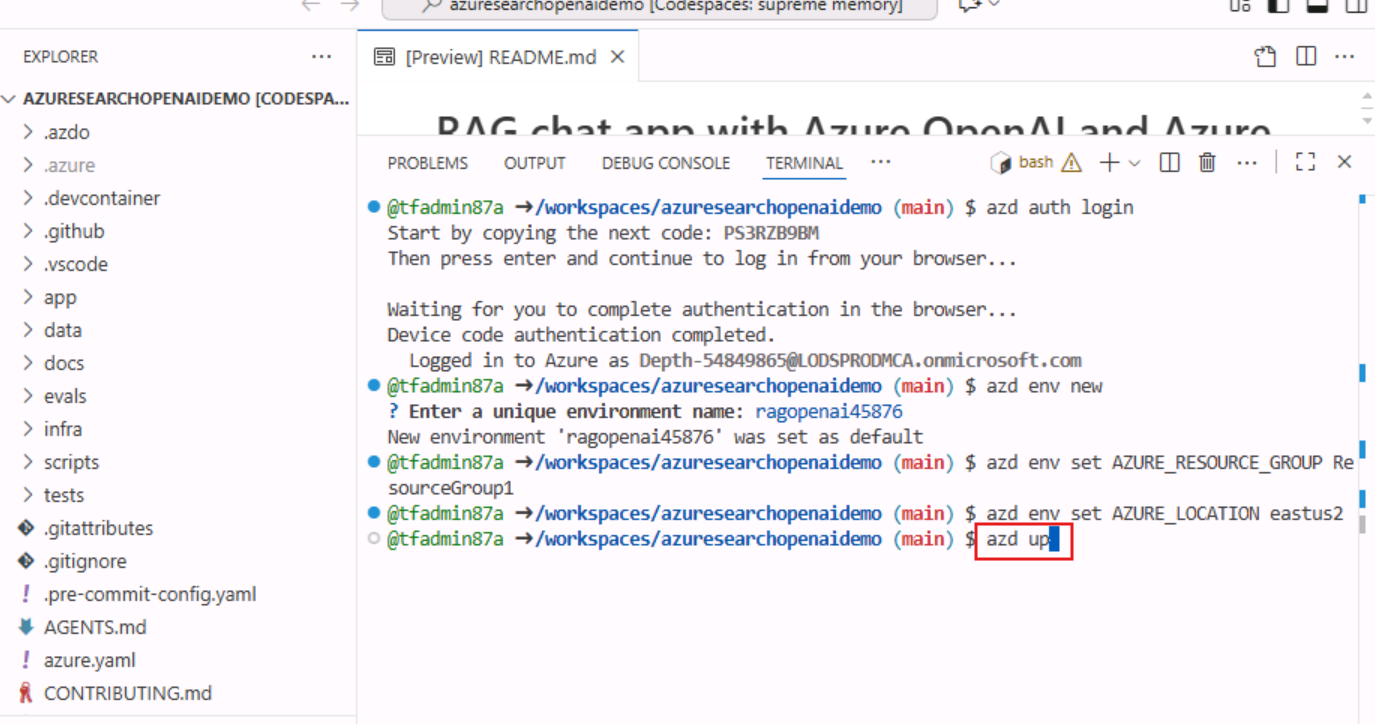 azuresearchopenaidemo [Codespaces: supreme memory]
EXPLORER
[Preview] README.md
AZURESEARCHOPENAIDEMO [CODESPA...
.azdo
.azure
.devcontainer
.github
.vscode
app
data
docs
evals
infra
scripts
tests
.gitattributes
.gitignore
.pre-commit-config.yaml
AGENTS.md
azure.yaml
CONTRIBUTING.md
RAG chat app with Azure OpenAI and Azure
PROBLEMS OUTPUT DEBUG CONSOLE TERMINAL ... bash
@tfadmin87a ➜/workspaces/azuresearchopenaidemo (main) $ azd auth login
Start by copying the next code: PS3RZB9BM
Then press enter and continue to log in from your browser...
Waiting for you to complete authentication in the browser...
Device code authentication completed.
Logged in to Azure as Depth-54849865@LODSPRODMCA.onmicrosoft.com
@tfadmin87a ➜/workspaces/azuresearchopenaidemo (main) $ azd env new
? Enter a unique environment name: ragopenai45876
New environment 'ragopenai45876' was set as default
@tfadmin87a ➜/workspaces/azuresearchopenaidemo (main) $ azd env set AZURE_RESOURCE_GROUP Re
sourceGroup1
@tfadmin87a ➜/workspaces/azuresearchopenaidemo (main) $ azd env set AZURE_LOCATION eastus2
@tfadmin87a ➜/workspaces/azuresearchopenaidemo (main) $ azd up